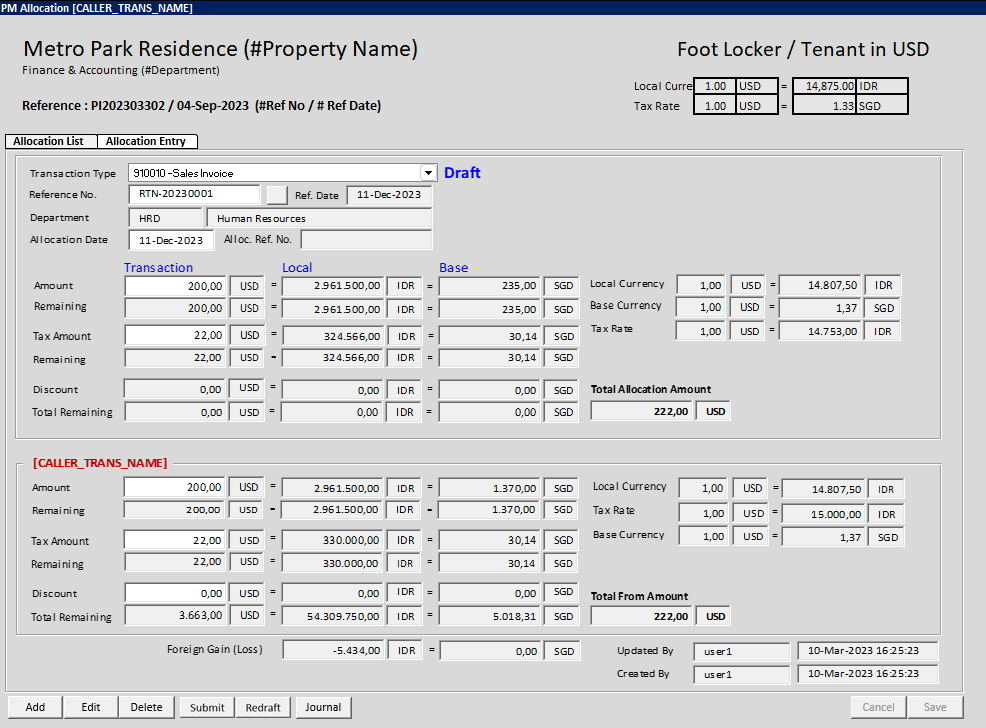 PM Allocation [CALLER_TRANS_NAME]
Metro Park Residence (#Property Name)
Foot Locker / Tenant in USD
Finance & Accounting (#Department)
Local Curre 1.00 USD = 14,875.00 IDR
Reference : PI202303302 / 04-Sep-2023 (#Ref No / # Ref Date)
Tax Rate 1.00 USD = 1.33 SGD
Allocation List Allocation Entry
Transaction Type 910010 -Sales Invoice Draft
Reference No. RTN-20230001 Ref. Date 11-Dec-2023
Department HRD Human Resources
Allocation Date 11-Dec-2023 Alloc. Ref. No.
Transaction Local Base
Amount 200,00 USD = 2.961.500,00 IDR = 235,00 SGD Local Currency 1,00 USD = 14.807,50 IDR
Remaining 200,00 USD = 2.961.500,00 IDR = 235,00 SGD Base Currency 1,00 USD = 1,37 SGD
Tax Amount 22,00 USD = 324.566,00 IDR = 30,14 SGD Tax Rate 1,00 USD = 14.753,00 IDR
Remaining 22,00 USD - 324.566,00 IDR = 30,14 SGD
Discount 0,00 USD = 0,00 IDR = 0,00 SGD Total Allocation Amount
Total Remaining 0,00 USD = 0,00 IDR = 0,00 SGD 222,00 USD
[CALLER_TRANS_NAME]
Amount 200,00 USD = 2.961.500,00 IDR = 1.370,00 SGD Local Currency 1,00 USD = 14.807,50 IDR
Remaining 200,00 USD - 2.961.500,00 IDR - 1.370,00 SGD Tax Rate 1,00 USD = 15.000,00 IDR
Tax Amount 22,00 USD = 330.000,00 IDR = 30,14 SGD Base Currency 1,00 USD = 1,37 SGD
Remaining 22,00 USD = 330.000,00 IDR = 30,14 SGD
Discount 0,00 USD = 0,00 IDR = 0,00 SGD Total From Amount
Total Remaining 3.663,00 USD = 54.309.750,00 IDR = 5.018,31 SGD 222,00 USD
Foreign Gain (Loss) -5.434,00 IDR = 0,00 SGD Updated By user1 10-Mar-2023 16:25:23
Created By user1 10-Mar-2023 16:25:23
Add Edit Delete Submit Redraft Journal Cancel Save